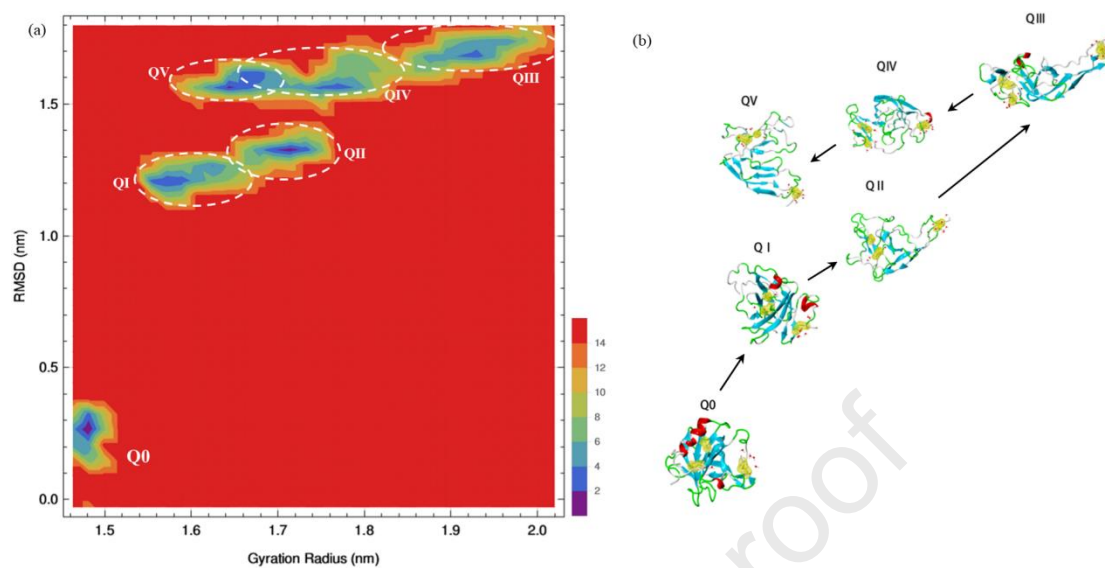 (a)
QV
QIV
QIII
QII
QI
Q0
RMSD (nm)
1.5
1.0
0.5
0.0
1.5
1.6
1.7
1.8
1.9
2.0
Gyration Radius (nm)
14
12
10
8
6
4
2
(b)
Q III
QIV
QV
Q II
Q I
Q0
roof